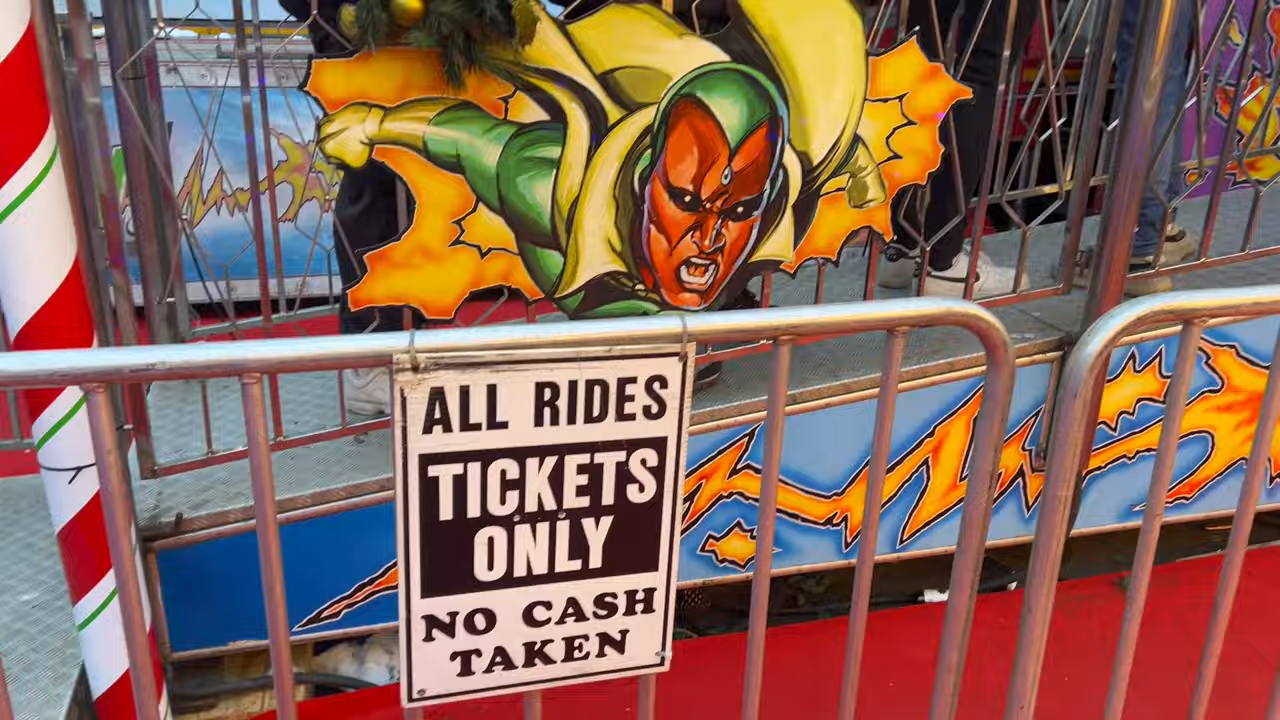 ALL RIDES
TICKETS
ONLY
NO CASH
TAKEN